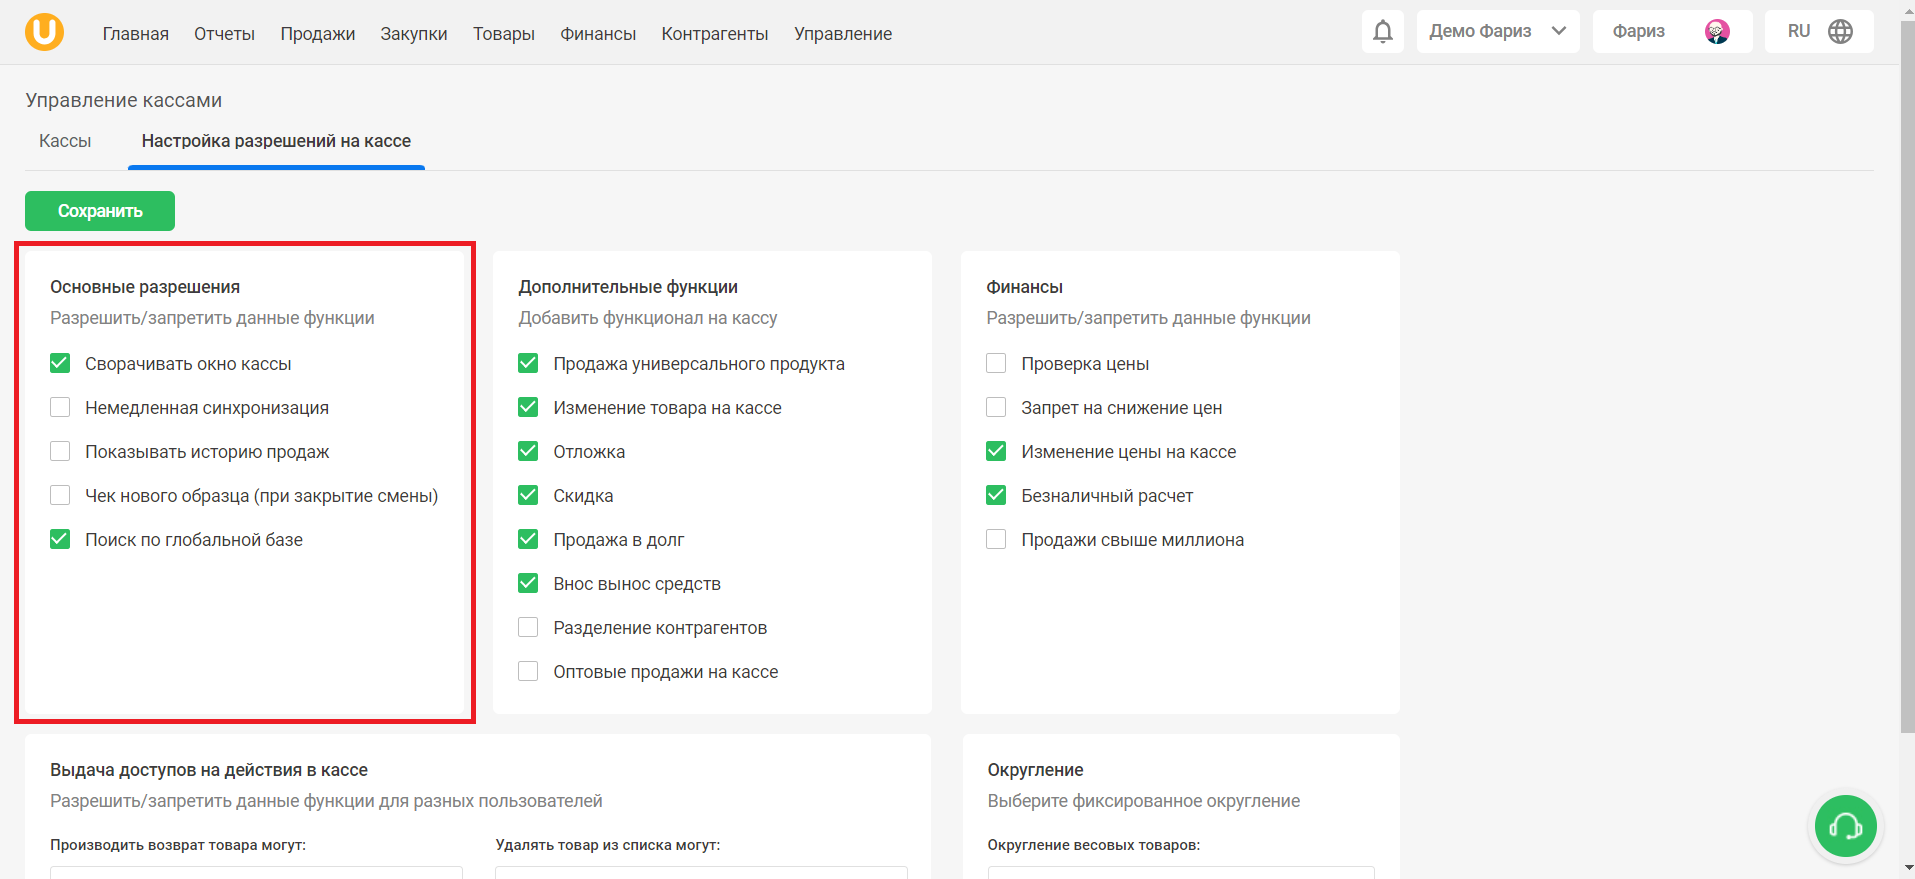 Главная Отчеты Продажи Закупки Товары Финансы Контрагенты Управление Демо Фариз Фариз RU
Управление кассами
Кассы Настройка разрешений на кассе
Сохранить
Основные разрешения
Разрешить/запретить данные функции
Сворачивать окно кассы
Немедленная синхронизация
Показывать историю продаж
Чек нового образца (при закрытие смены)
Поиск по глобальной базе
Дополнительные функции
Добавить функционал на кассу
Продажа универсального продукта
Изменение товара на кассе
Отложка
Скидка
Продажа в долг
Внос вынос средств
Разделение контрагентов
Оптовые продажи на кассе
Финансы
Разрешить/запретить данные функции
Проверка цены
Запрет на снижение цен
Изменение цены на кассе
Безналичный расчет
Продажи свыше миллиона
Выдача доступов на действия в кассе
Разрешить/запретить данные функции для разных пользователей
Производить возврат товара могут:
Удалять товар из списка могут:
Округление
Выберите фиксированное округление
Округление весовых товаров: